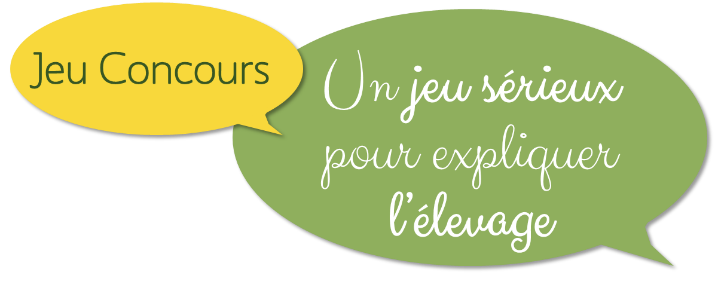 Jeu Concours
Un jeu sérieux
pour expliquer
l'élevage